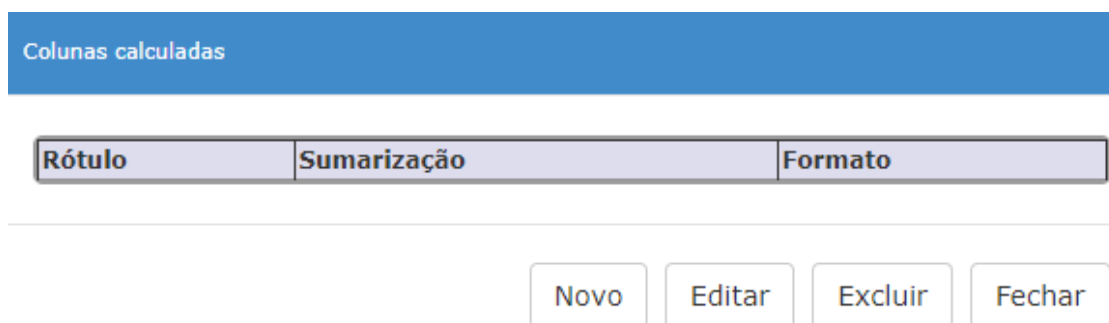 Colunas calculadas
Rótulo Sumarização Formato
Novo Editar Excluir Fechar